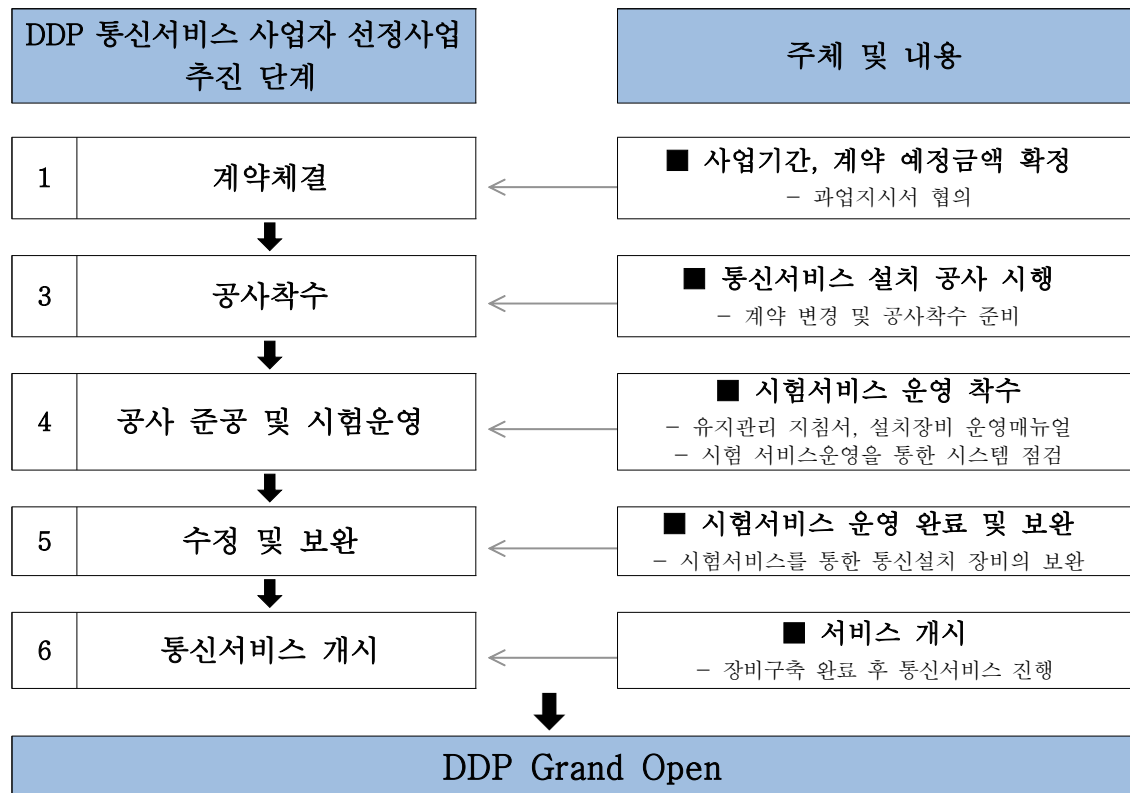 DDP 통신서비스 사업자 선정사업
추진 단계
주체 및 내용
1
계약체결
■ 사업기간, 계약 예정금액 확정
- 과업지시서 협의
3
공사착수
■ 통신서비스 설치 공사 시행
- 계약 변경 및 공사착수 준비
4
공사 준공 및 시험운영
■ 시험서비스 운영 착수
- 유지관리 지침서, 설치장비 운영매뉴얼
- 시험 서비스운영을 통한 시스템 점검
5
수정 및 보완
■ 시험서비스 운영 완료 및 보완
- 시험서비스를 통한 통신설치 장비의 보완
6
통신서비스 개시
■ 서비스 개시
- 장비구축 완료 후 통신서비스 진행
DDP Grand Open